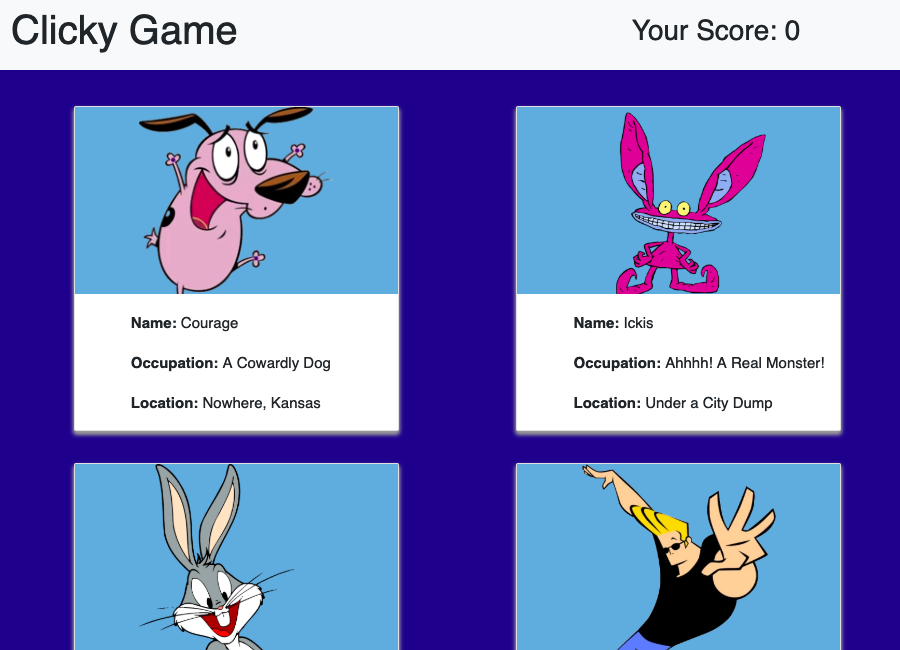 Clicky Game
Your Score: 0
Name: Courage
Occupation: A Cowardly Dog
Location: Nowhere, Kansas
Name: Ickis
Occupation: Ahhhh! A Real Monster!
Location: Under a City Dump